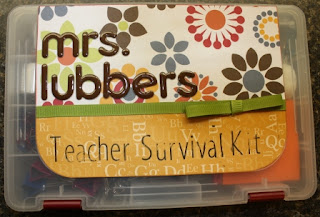 mrs.
lubbers
Teacher Survival Kit